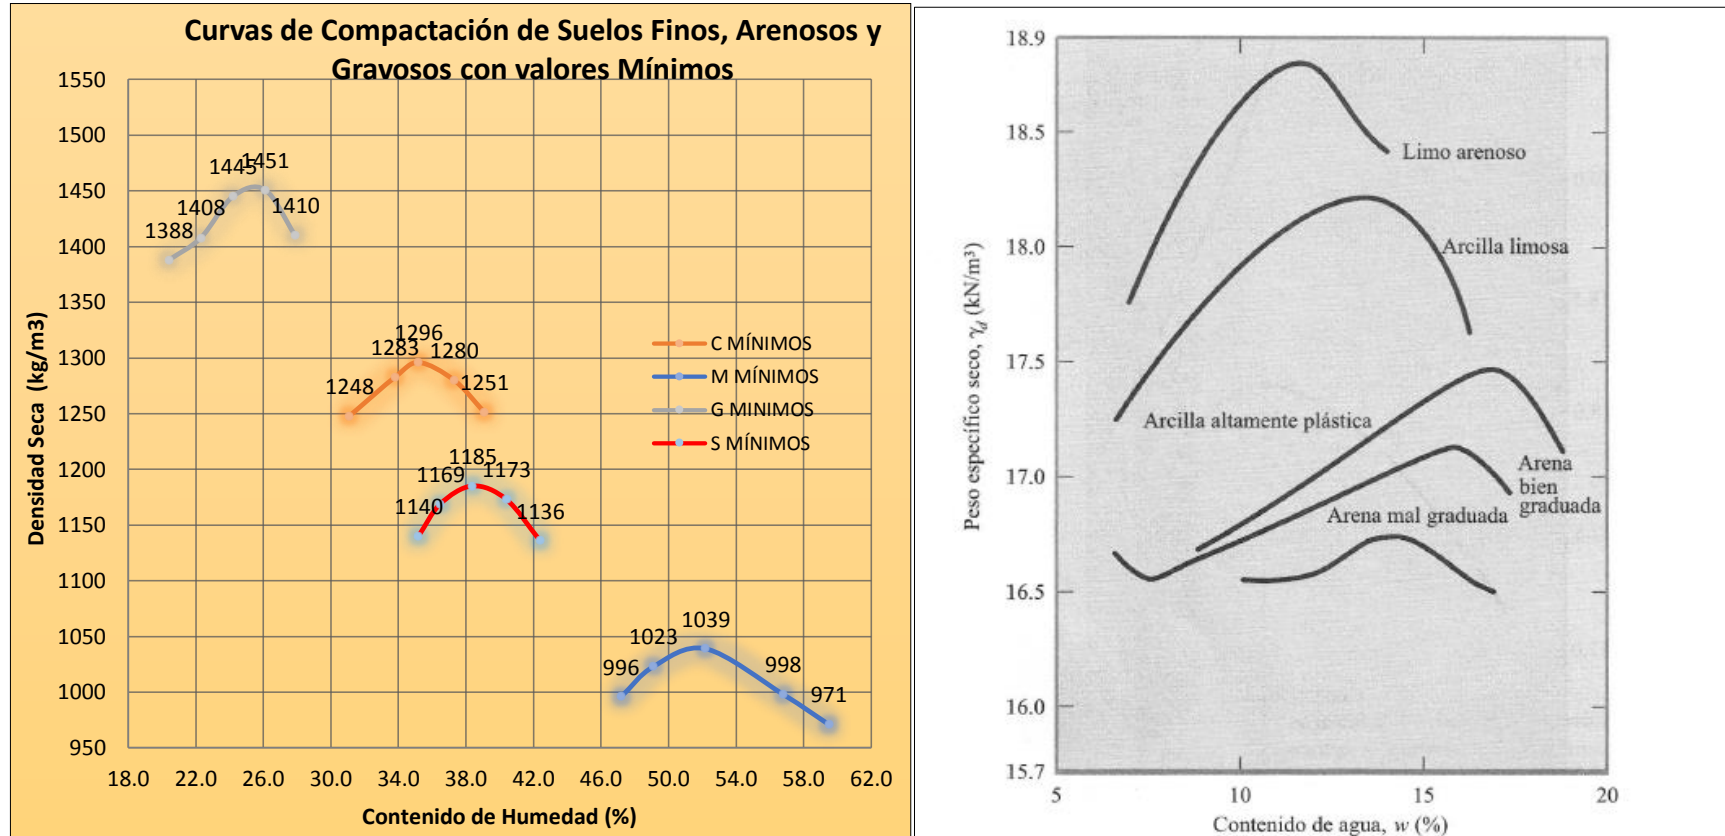 Curvas de Compactación de Suelos Finos, Arenosos y
Gravosos con valores Mínimos
Densidad Seca (kg/m3)
1550
1500
1450
1400
1350
1300
1250
1200
1150
1100
1050
1000
950
1388
1408
1445
1451
1410
1248
1283
1296
1280
1251
1140
1169
1185
1173
1136
996
1023
1039
998
971
C MÍNIMOS
M MÍNIMOS
G MINIMOS
S MÍNIMOS
18.0 22.0 26.0 30.0 34.0 38.0 42.0 46.0 50.0 54.0 58.0 62.0
Contenido de Humedad (%)
Peso específico seco, γd (kN/m³)
18.9
18.5
18.0
17.5
17.0
16.5
16.0
15.7
Limo arenoso
Arcilla limosa
Arcilla altamente plástica
Arena
bien
graduada
Arena mal graduada
5 10 15 20
Contenido de agua, w (%)